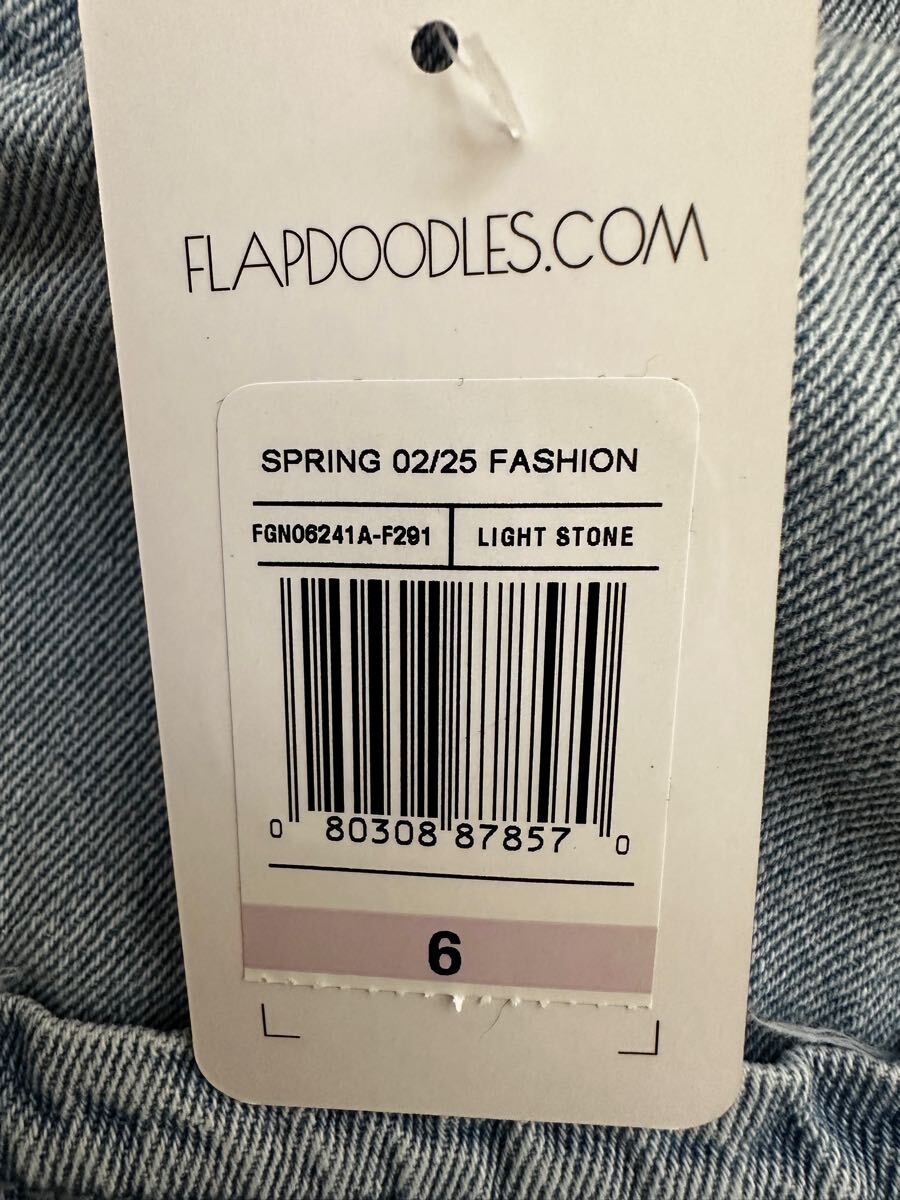 FLAPDOODLES.COM
SPRING 02/25 FASHION
FGN06241A-F291 LIGHT STONE
0 80308 87857 0
6